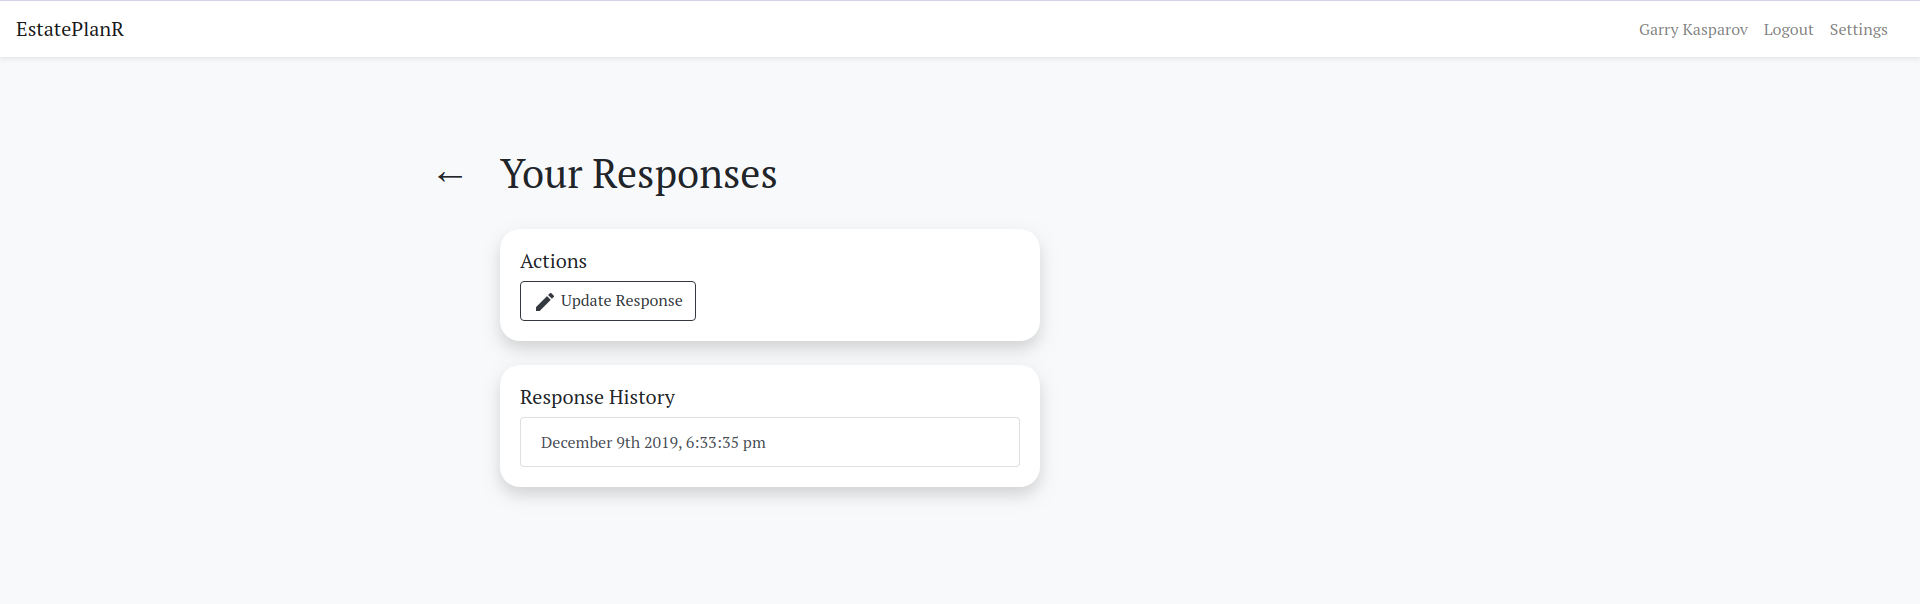 EstatePlanR
Garry Kasparov Logout Settings
← Your Responses
Actions
Update Response
Response History
December 9th 2019, 6:33:35 pm